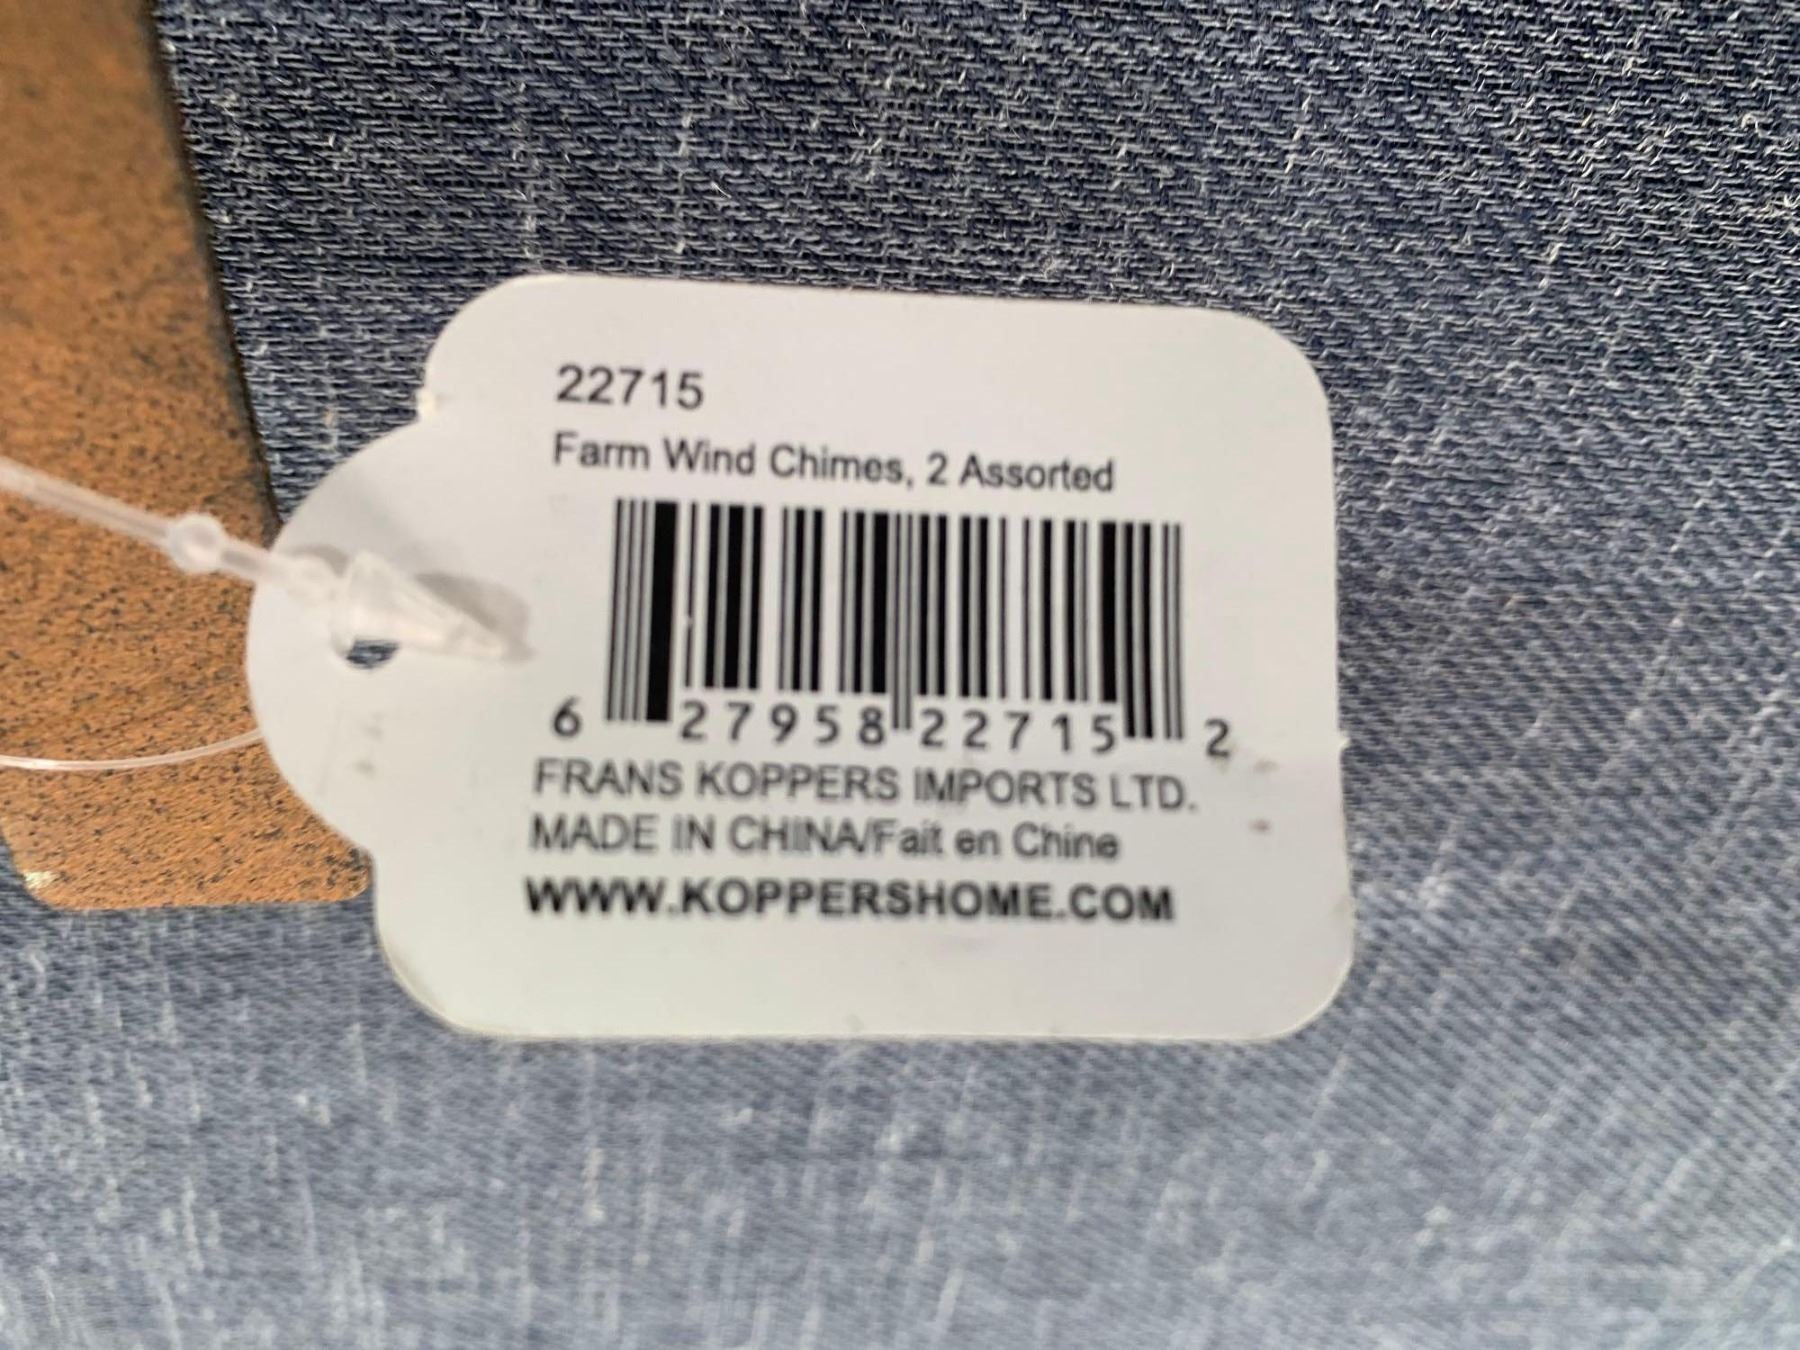 22715
Farm Wind Chimes, 2 Assorted
6 27958 22715 2
FRANS KOPPERS IMPORTS LTD.
MADE IN CHINA/Fait en Chine
WWW.KOPPERSHOME.COM